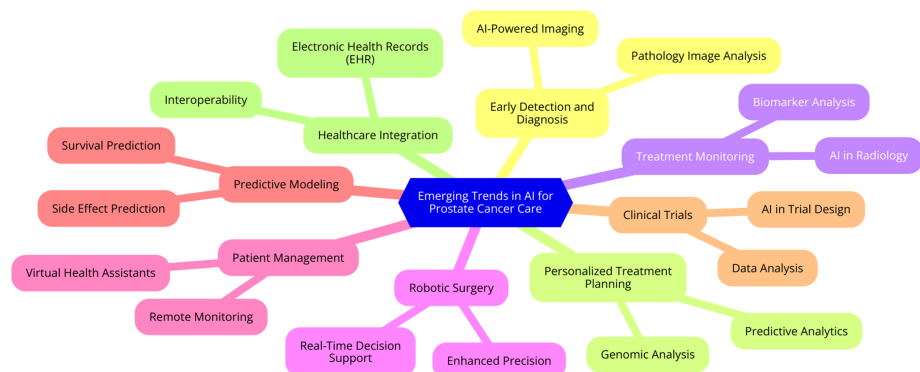 AI-Powered Imaging
Electronic Health Records
(EHR)
Pathology Image Analysis
Interoperability
Early Detection and
Diagnosis
Biomarker Analysis
Healthcare Integration
Survival Prediction
Treatment Monitoring
AI in Radiology
Predictive Modeling
Emerging Trends in AI for
Prostate Cancer Care
Side Effect Prediction
Clinical Trials
AI in Trial Design
Patient Management
Virtual Health Assistants
Personalized Treatment
Planning
Data Analysis
Robotic Surgery
Remote Monitoring
Predictive Analytics
Real-Time Decision
Support
Enhanced Precision
Genomic Analysis